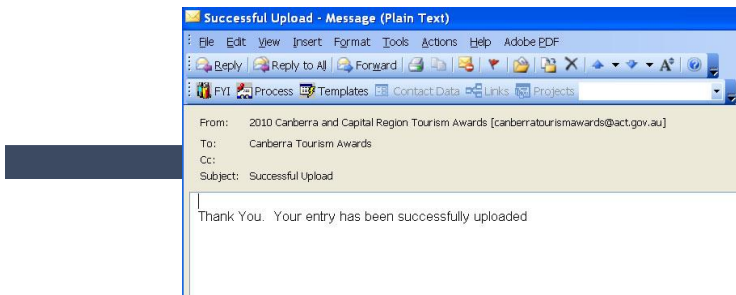 Successful Upload - Message (Plain Text)
File Edit View Insert Format Tools Actions Help Adobe PDF
Reply Reply to All Forward A
FYI Process Templates Contact Data Links Projects
From: 2010 Canberra and Capital Region Tourism Awards [canberratourismawards@act.gov.au]
To: Canberra Tourism Awards
Cc:
Subject: Successful Upload
Thank You. Your entry has been successfully uploaded